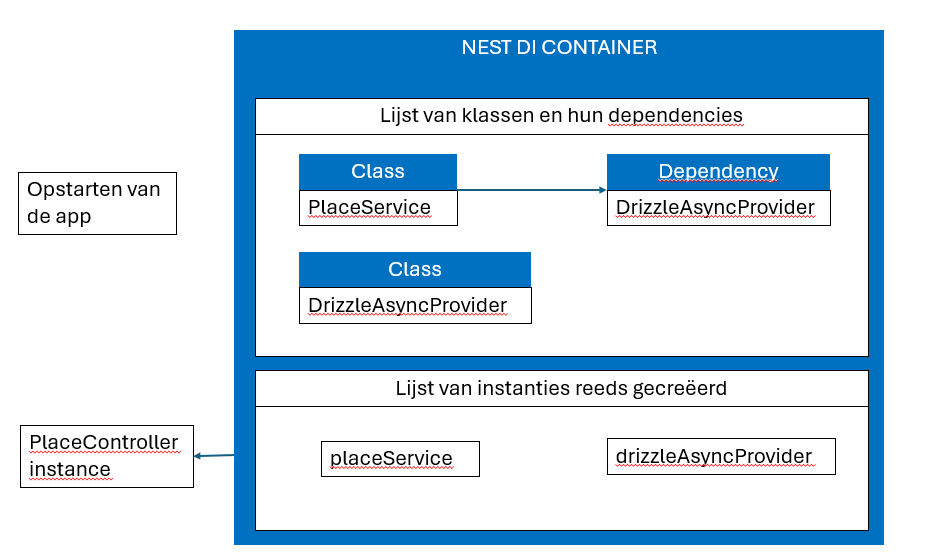 NEST DI CONTAINER
Lijst van klassen en hun dependencies
Opstarten van
de app
Class
PlaceService
Dependency
DrizzleAsyncProvider
Class
DrizzleAsyncProvider
Lijst van instanties reeds gecreëerd
PlaceController
instance
placeService
drizzleAsyncProvider